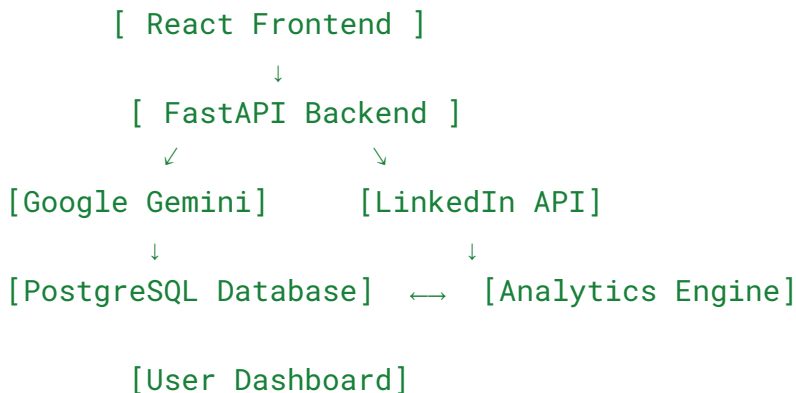 [ React Frontend ]
↓
[ FastAPI Backend ]
↙ ↘
[Google Gemini] [LinkedIn API]
↓ ↓
[PostgreSQL Database] ←→ [Analytics Engine]
[User Dashboard]